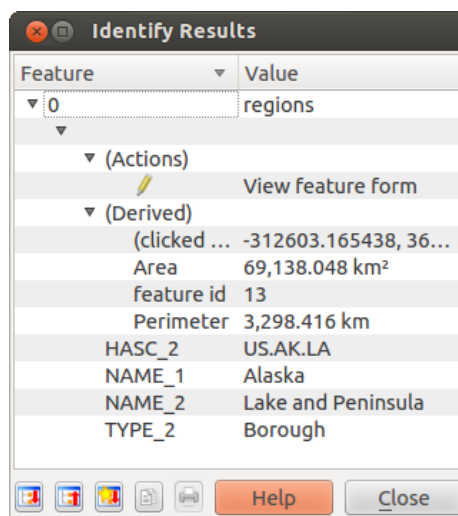 Identify Results
Feature Value
0 regions
(Actions)
View feature form
(Derived)
(clicked ... -312603.165438, 36...
Area 69,138.048 km²
feature id 13
Perimeter 3,298.416 km
HASC_2 US.AK.LA
NAME_1 Alaska
NAME_2 Lake and Peninsula
TYPE_2 Borough
Help Close